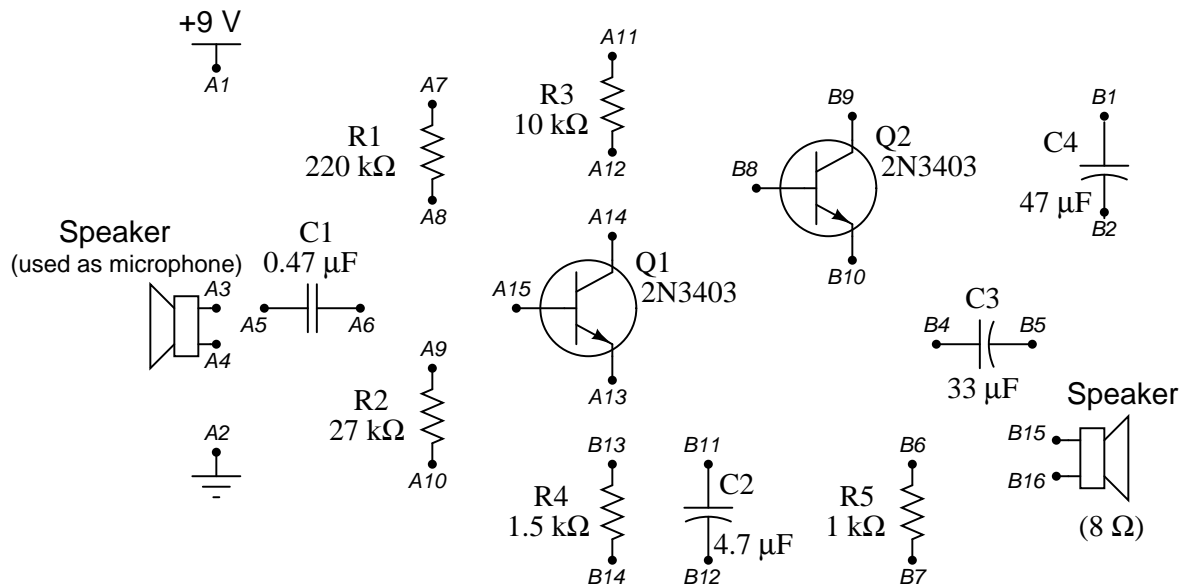 +9 V
A1
A7
R1
220 kΩ
A8
A11
R3
10 kΩ
A12
B9
Q2
2N3403
B8
B10
B1
C4
47 μF
B2
Speaker
(used as microphone)
A3
A4
C1
0.47 μF
A5
A6
A14
Q1
2N3403
A15
A13
C3
B4
B5
33 μF
A9
R2
27 kΩ
A10
A2
B13
R4
1.5 kΩ
B14
B11
C2
4.7 μF
B12
B6
R5
1 kΩ
B7
Speaker
B15
B16
(8 Ω)